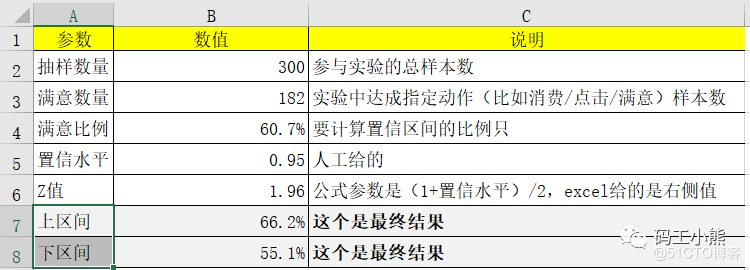 A B C
1 参数 数值 说明
2 抽样数量 300 参与实验的总样本数
3 满意数量 182 实验中达成指定动作（比如消费/点击/满意）样本数
4 满意比例 60.7% 要计算置信区间的比例只
5 置信水平 0.95 人工给的
6 Z值 1.96 公式参数是（1+置信水平）/2，excel给的是右侧值
7 上区间 66.2% 这个是最终结果
8 下区间 55.1% 这个是最终结果
码工小熊
@51CTO博客